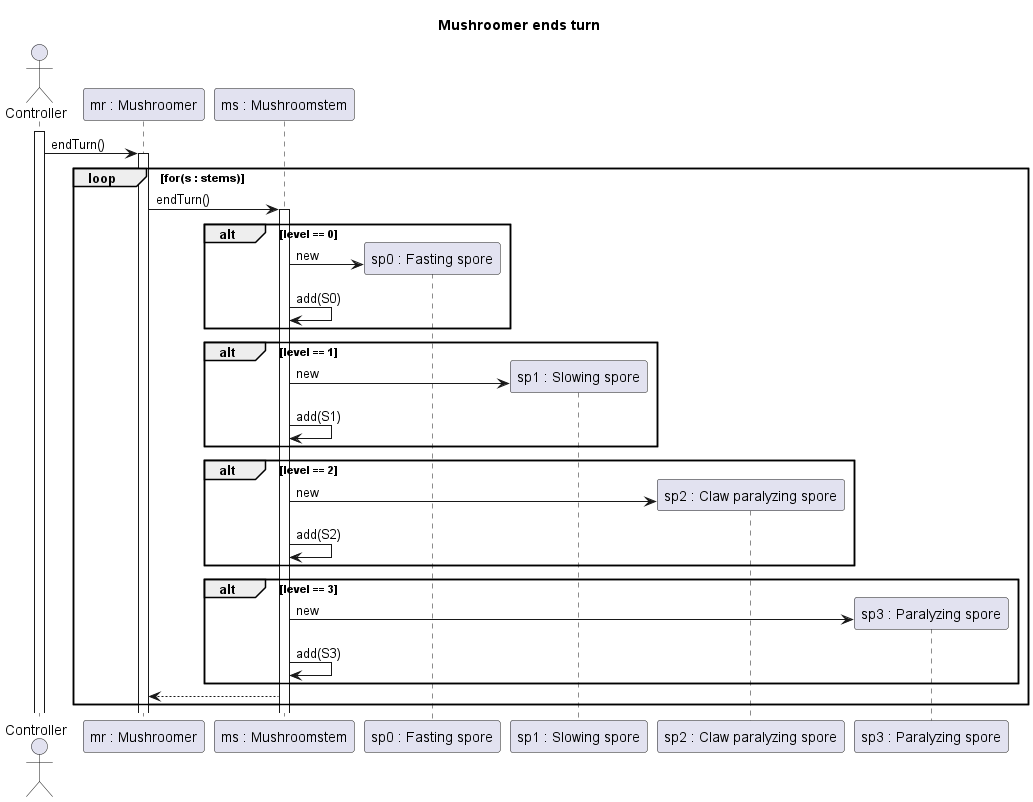 Mushroomer ends turn
Controller
mr : Mushroomer
ms : Mushroomstem
endTurn()
loop
[for(s : stems)]
endTurn()
alt
[level == 0]
new
sp0 : Fasting spore
add(S0)
alt
[level == 1]
new
sp1 : Slowing spore
add(S1)
alt
[level == 2]
new
sp2 : Claw paralyzing spore
add(S2)
alt
[level == 3]
new
sp3 : Paralyzing spore
add(S3)
Controller
mr : Mushroomer
ms : Mushroomstem
sp0 : Fasting spore
sp1 : Slowing spore
sp2 : Claw paralyzing spore
sp3 : Paralyzing spore